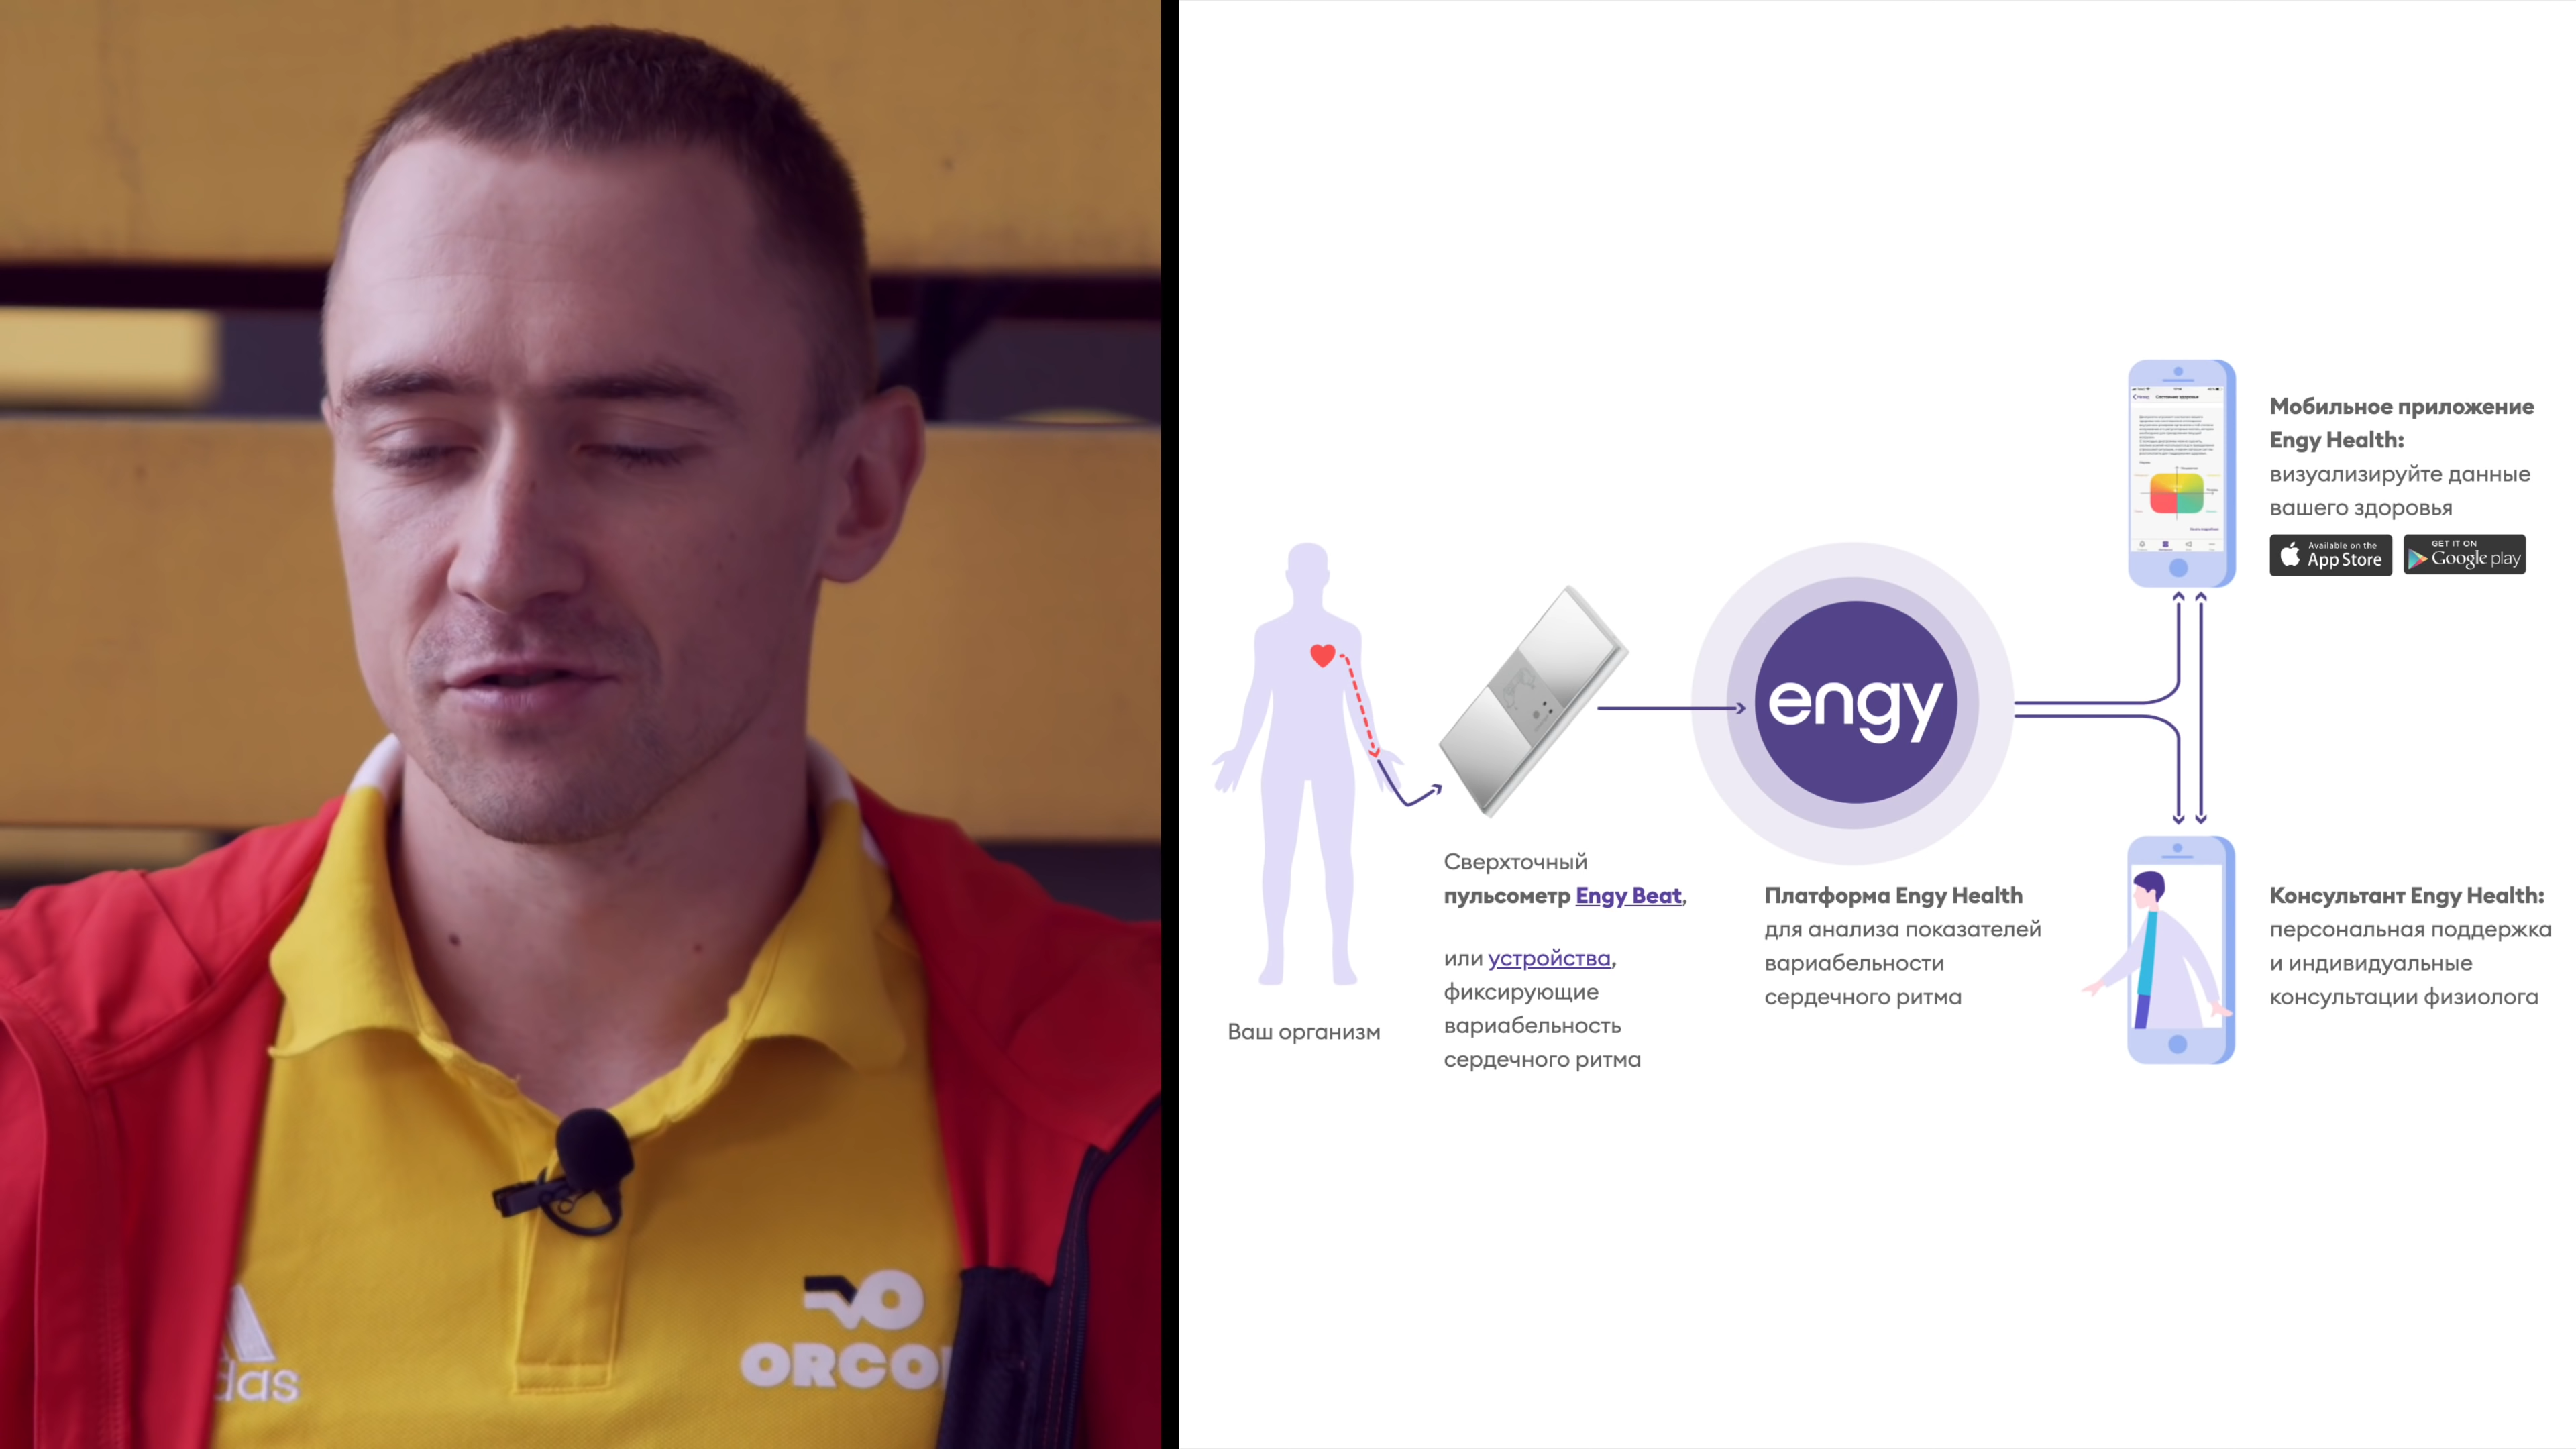 das
ORCO
Мобильное приложение
Engy Health:
визуализируйте данные
вашего здоровья
Available on the
App Store
GET IT ON
Google play
engy
Сверхточный
пульсометр Engy Beat,
или устройства,
фиксирующие
вариабельность
сердечного ритма
Ваш организм
Платформа Engy Health
для анализа показателей
вариабельности
сердечного ритма
Консультант Engy Health:
персональная поддержка
и индивидуальные
консультации физиолога